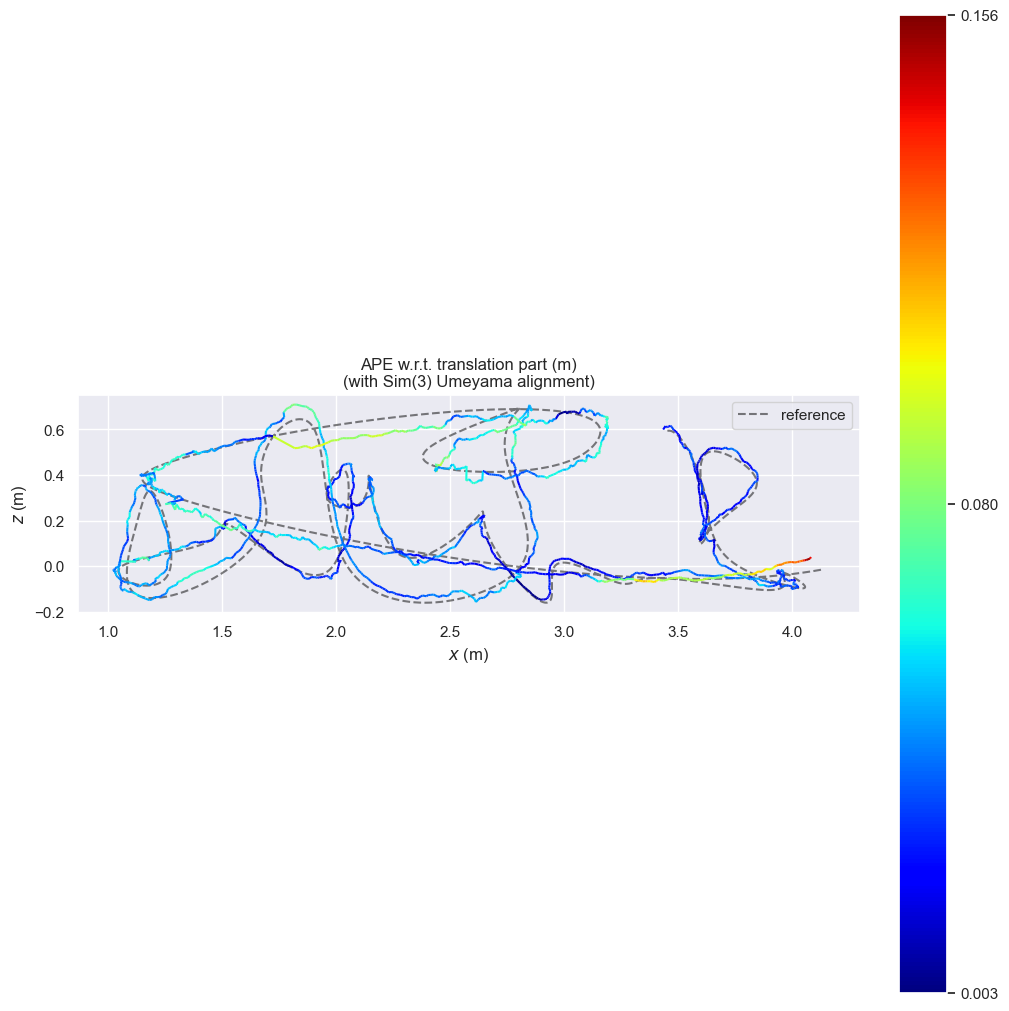 APE w.r.t. translation part (m)
(with Sim(3) Umeyama alignment)
reference
z (m)
0.6
0.4
0.2
0.0
−0.2
1.0 1.5 2.0 2.5 3.0 3.5 4.0
x (m)
0.156
0.080
0.003